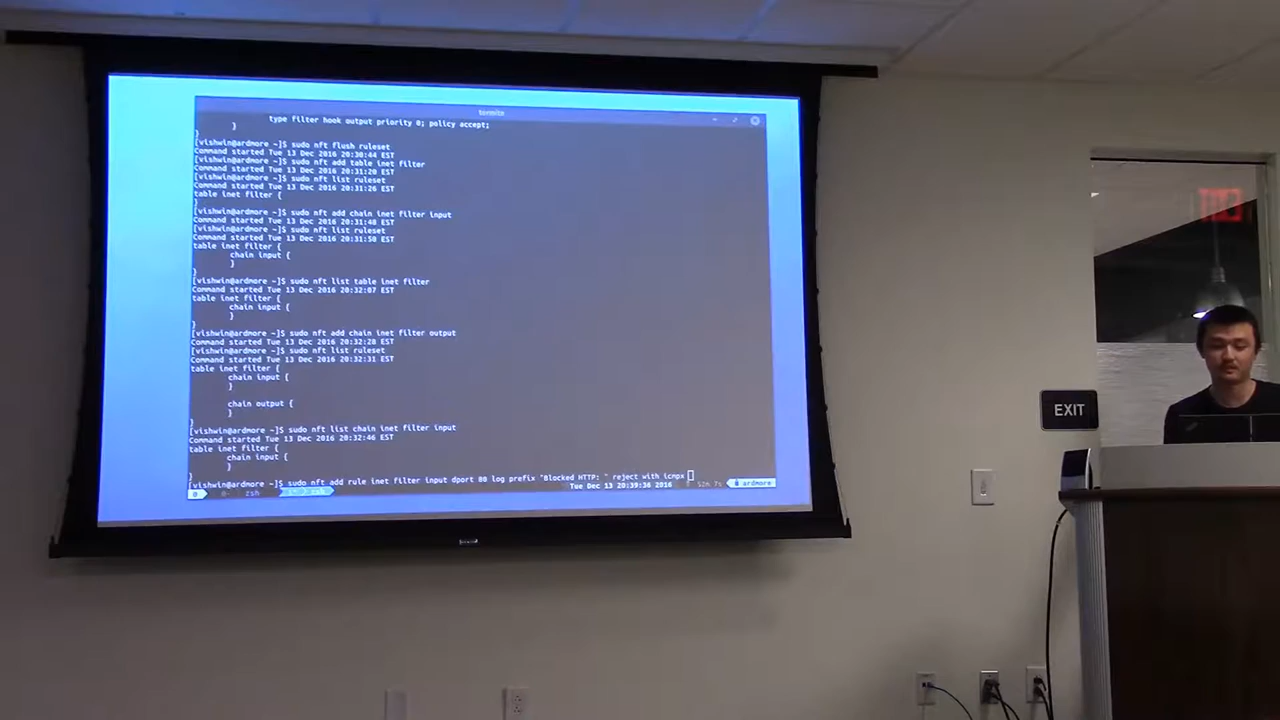 termite
type filter hook output priority 0; policy accept;
}
}
[vishwin@ardmore ~]$ sudo nft flush ruleset
Command started Tue 13 Dec 2016 20:30:44 EST
[vishwin@ardmore ~]$ sudo nft add table inet filter
Command started Tue 13 Dec 2016 20:31:20 EST
[vishwin@ardmore ~]$ sudo nft list ruleset
Command started Tue 13 Dec 2016 20:31:26 EST
table inet filter {
}
[vishwin@ardmore ~]$ sudo nft add chain inet filter input
Command started Tue 13 Dec 2016 20:31:48 EST
[vishwin@ardmore ~]$ sudo nft list ruleset
Command started Tue 13 Dec 2016 20:31:50 EST
table inet filter {
chain input {
}
}
[vishwin@ardmore ~]$ sudo nft list table inet filter
Command started Tue 13 Dec 2016 20:32:07 EST
table inet filter {
chain input {
}
}
[vishwin@ardmore ~]$ sudo nft add chain inet filter output
Command started Tue 13 Dec 2016 20:32:28 EST
[vishwin@ardmore ~]$ sudo nft list ruleset
Command started Tue 13 Dec 2016 20:32:31 EST
table inet filter {
chain input {
}
chain output {
}
}
[vishwin@ardmore ~]$ sudo nft list chain inet filter input
Command started Tue 13 Dec 2016 20:32:46 EST
table inet filter {
chain input {
}
}
[vishwin@ardmore ~]$ sudo nft add rule inet filter input dport 80 log prefix "Blocked HTTP: " reject with icmpx
0 zsh Tue Dec 13 20:39:36 2016 ardmore
EXIT